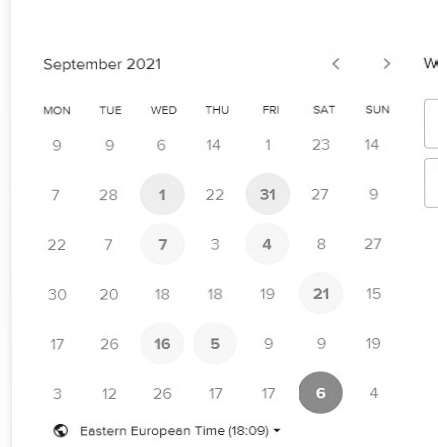 September 2021 < > W
MON TUE WED THU FRI SAT SUN
9 9 6 14 1 23 14
7 28 1 22 31 27 9
22 7 7 3 4 8 27
30 20 18 18 19 21 15
17 26 16 5 9 9 19
3 12 26 17 17 6 4
Eastern European Time (18:09)